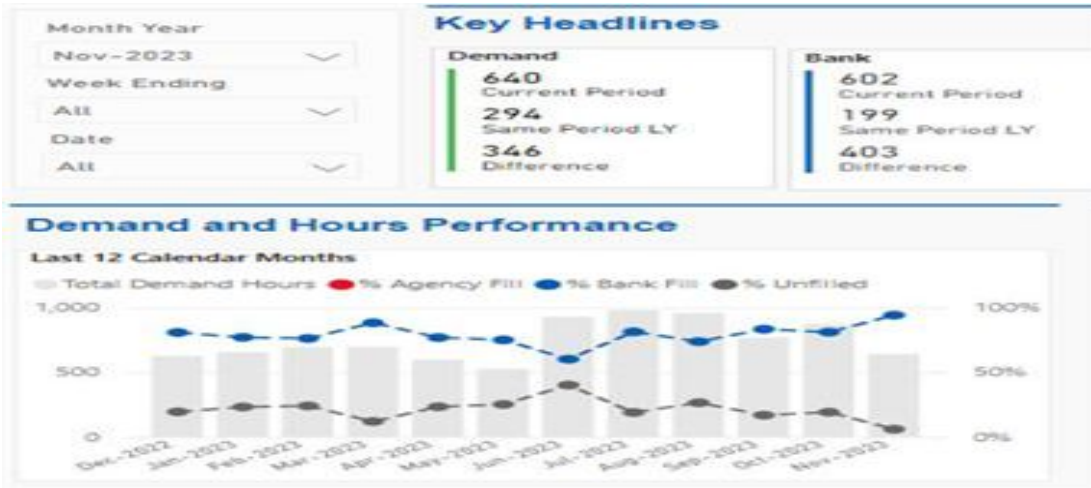 Month Year
Nov-2023
Week Ending
All
Date
All
Key Headlines
Demand
640
Current Period
294
Same Period LY
346
Difference
Bank
602
Current Period
199
Same Period LY
403
Difference
Demand and Hours Performance
Last 12 Calendar Months
Total Demand Hours % Agency Fill % Bank Fill % Unfilled
1,000 100%
500 50%
0 0%
Dec-2022 Jan-2023 Feb-2023 Mar-2023 Apr-2023 May-2023 Jun-2023 Jul-2023 Aug-2023 Sep-2023 Oct-2023 Nov-2023